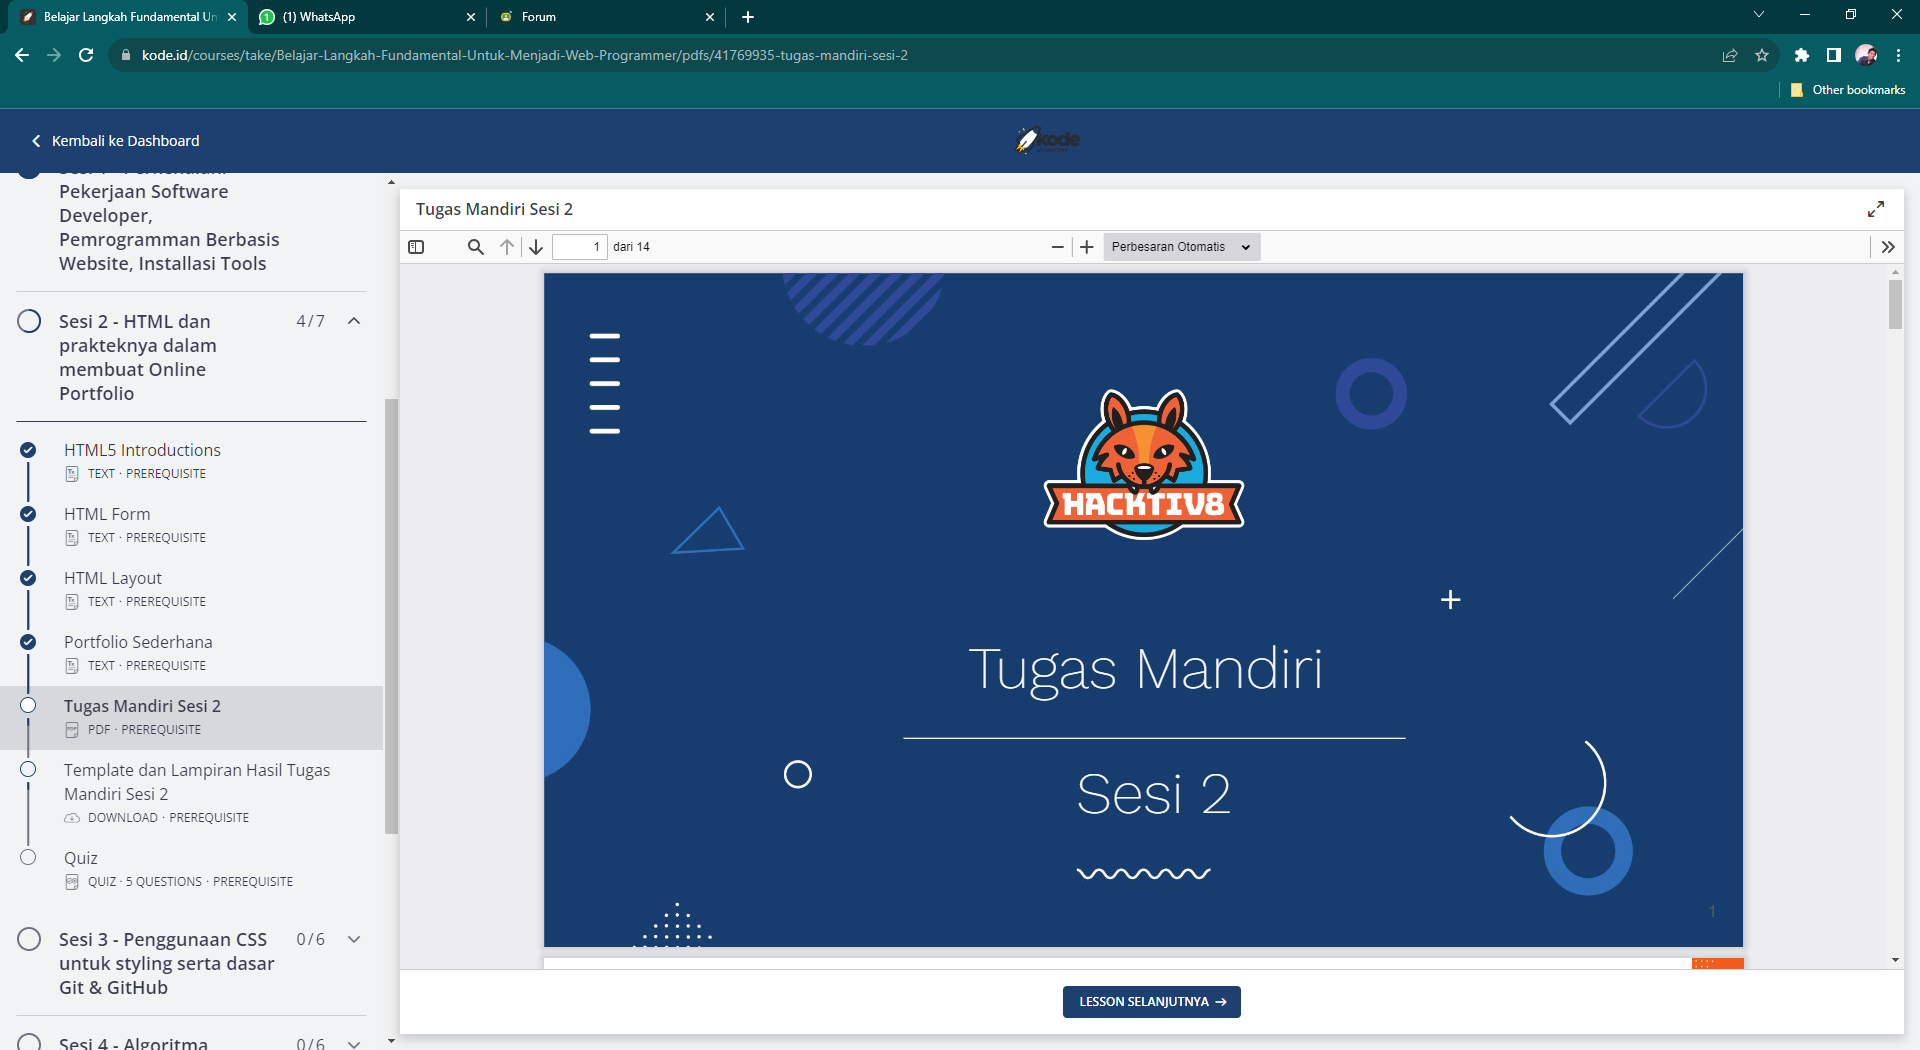 Belajar Langkah Fundamental Un
(1) WhatsApp
Forum
kode.id/courses/take/Belajar-Langkah-Fundamental-Untuk-Menjadi-Web-Programmer/pdfs/41769935-tugas-mandiri-sesi-2
Other bookmarks
Kembali ke Dashboard
kode
Pekerjaan Software
Developer,
Pemrogramman Berbasis
Website, Installasi Tools
Sesi 2 - HTML dan
prakteknya dalam
membuat Online
Portfolio
4 / 7
HTML5 Introductions
TEXT · PREREQUISITE
HTML Form
TEXT · PREREQUISITE
HTML Layout
TEXT · PREREQUISITE
Portfolio Sederhana
TEXT · PREREQUISITE
Tugas Mandiri Sesi 2
PDF · PREREQUISITE
Template dan Lampiran Hasil Tugas
Mandiri Sesi 2
DOWNLOAD · PREREQUISITE
Quiz
QUIZ · 5 QUESTIONS · PREREQUISITE
Sesi 3 - Penggunaan CSS
untuk styling serta dasar
Git & GitHub
0 / 6
Sesi 4 - Algoritma
0 / 6
Tugas Mandiri Sesi 2
1 dari 14
Perbesaran Otomatis
HACKTIV8
Tugas Mandiri
Sesi 2
1
LESSON SELANJUTNYA →